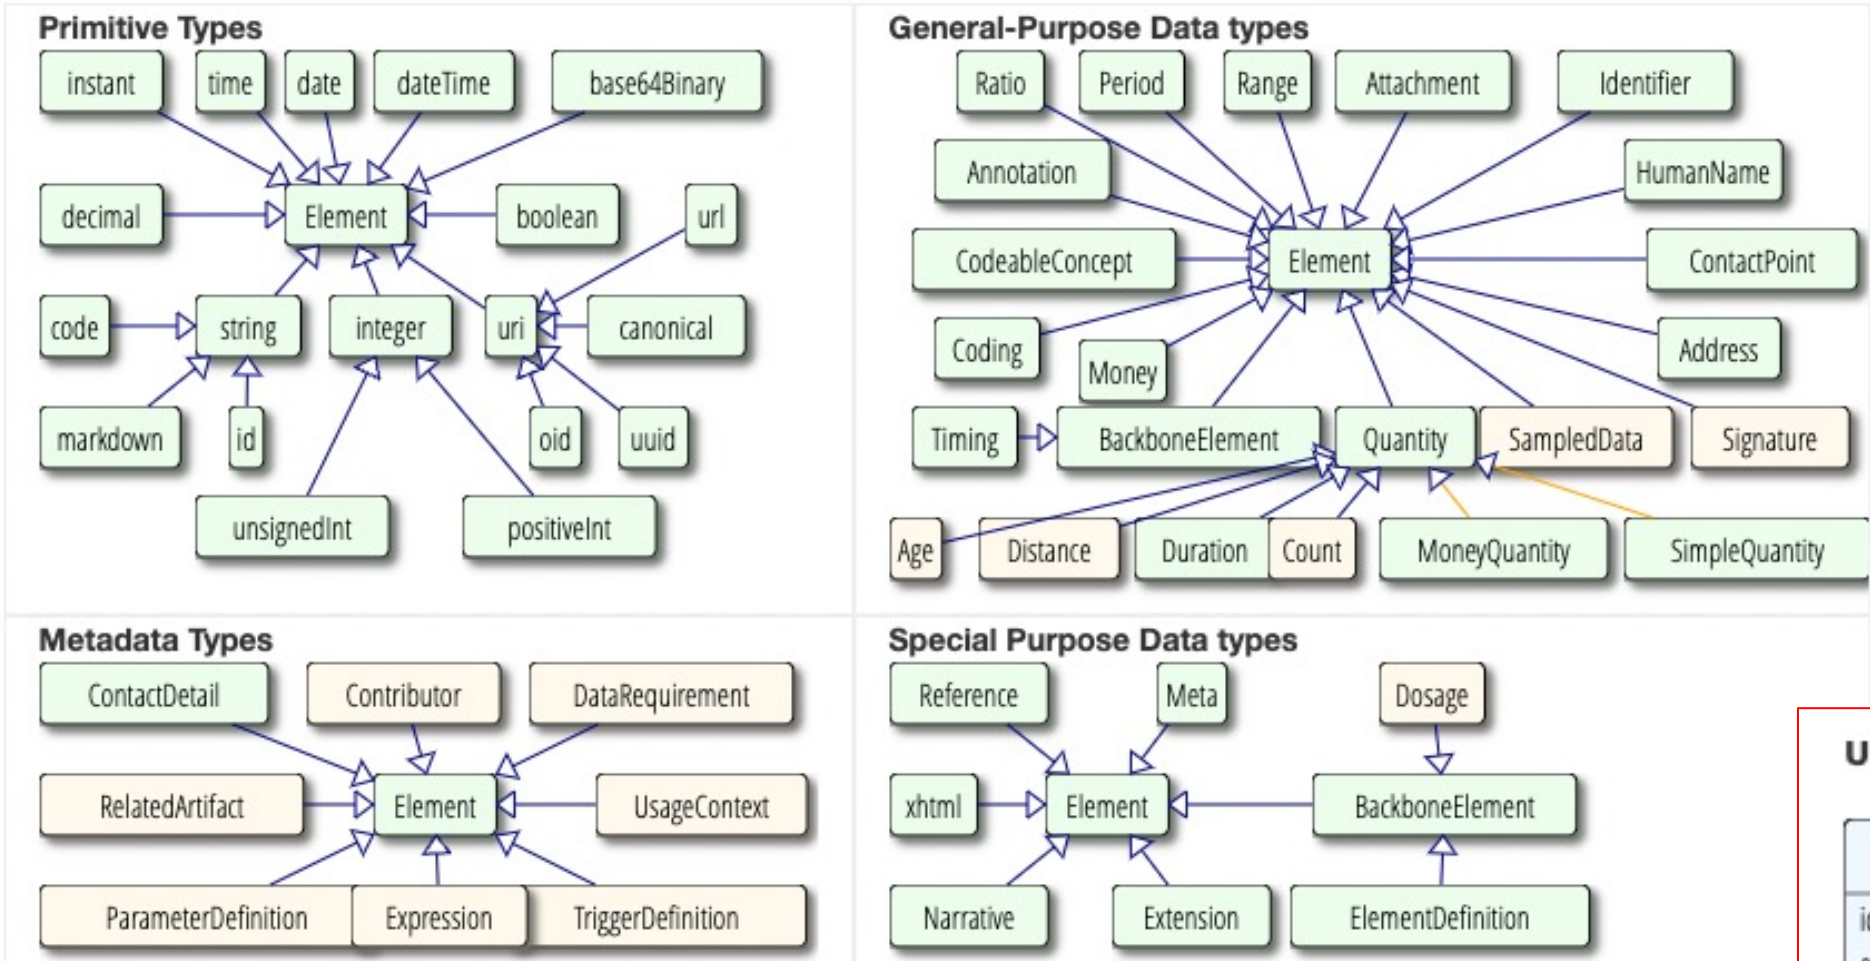 Primitive Types
instant
time
date
dateTime
base64Binary
decimal
Element
boolean
url
code
string
integer
uri
canonical
markdown
id
oid
uuid
unsignedInt
positiveInt
General-Purpose Data types
Ratio
Period
Range
Attachment
Identifier
Annotation
HumanName
CodeableConcept
Element
ContactPoint
Coding
Money
Address
Timing
BackboneElement
Quantity
SampledData
Signature
Age
Distance
Duration
Count
MoneyQuantity
SimpleQuantity
Metadata Types
ContactDetail
Contributor
DataRequirement
RelatedArtifact
Element
UsageContext
ParameterDefinition
Expression
TriggerDefinition
Special Purpose Data types
Reference
Meta
Dosage
xhtml
Element
BackboneElement
Narrative
Extension
ElementDefinition
U